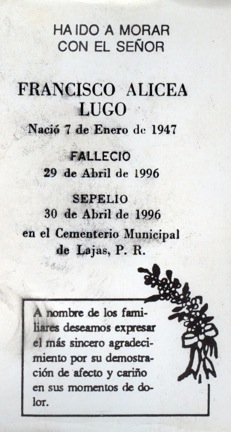 HA IDO A MORAR
CON EL SEÑOR
FRANCISCO ALICEA
LUGO
Nació 7 de Enero de 1947
FALLECIO
29 de Abril de 1996
SEPELIO
30 de Abril de 1996
en el Cementerio Municipal
de Lajas, P. R.
A nombre de los fami-
liares deseamos expresar
el más sincero agradeci-
miento por su demostra-
ción de afecto y cariño
en sus momentos de do-
lor.